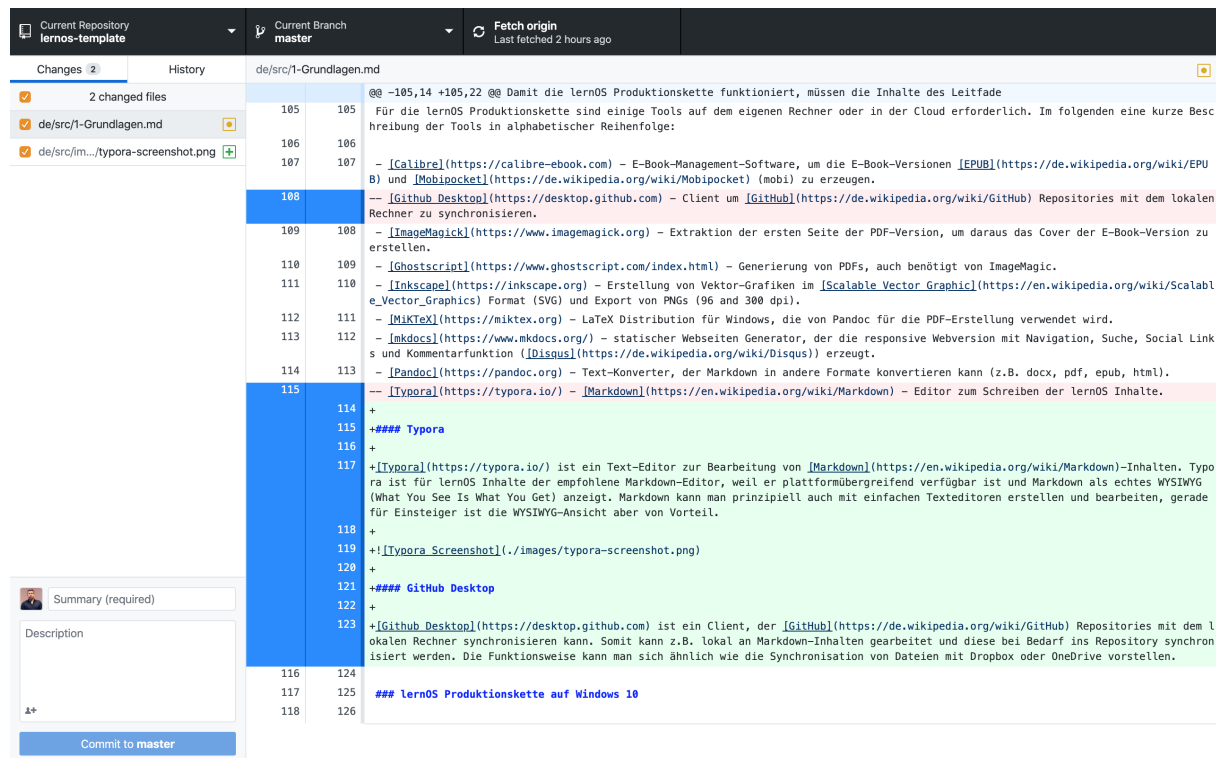 Current Repository
lernos-template
Current Branch
master
Fetch origin
Last fetched 2 hours ago
Changes 2
History
de/src/1-Grundlagen.md
2 changed files
de/src/1-Grundlagen.md
de/src/im.../typora-screenshot.png
@@ -105,14 +105,22 @@ Damit die lernOS Produktionskette funktioniert, müssen die Inhalte des Leitfade
105 105 Für die lernOS Produktionskette sind einige Tools auf dem eigenen Rechner oder in der Cloud erforderlich. Im folgenden eine kurze Besc
hreibung der Tools in alphabetischer Reihenfolge:
106 106
107 107 - [Calibre](https://calibre-ebook.com) - E-Book-Management-Software, um die E-Book-Versionen [EPUB](https://de.wikipedia.org/wiki/EPU
B) und [Mobipocket](https://de.wikipedia.org/wiki/Mobipocket) (mobi) zu erzeugen.
108 -- [Github Desktop](https://desktop.github.com) - Client um [GitHub](https://de.wikipedia.org/wiki/GitHub) Repositories mit dem lokalen
Rechner zu synchronisieren.
109 108 - [ImageMagick](https://www.imagemagick.org) - Extraktion der ersten Seite der PDF-Version, um daraus das Cover der E-Book-Version zu
erstellen.
110 109 - [Ghostscript](https://www.ghostscript.com/index.html) - Generierung von PDFs, auch benötigt von ImageMagic.
111 110 - [Inkscape](https://inkscape.org) - Erstellung von Vektor-Grafiken im [Scalable Vector Graphic](https://en.wikipedia.org/wiki/Scalabl
e_Vector_Graphics) Format (SVG) und Export von PNGs (96 and 300 dpi).
112 111 - [MiKTeX](https://miktex.org) - LaTeX Distribution für Windows, die von Pandoc für die PDF-Erstellung verwendet wird.
113 112 - [mkdocs](https://www.mkdocs.org/) - statischer Webseiten Generator, der die responsive Webversion mit Navigation, Suche, Social Link
s und Kommentarfunktion ([Disqus](https://de.wikipedia.org/wiki/Disqus)) erzeugt.
114 113 - [Pandoc](https://pandoc.org) - Text-Konverter, der Markdown in andere Formate konvertieren kann (z.B. docx, pdf, epub, html).
115 -- [Typora](https://typora.io/) - [Markdown](https://en.wikipedia.org/wiki/Markdown) - Editor zum Schreiben der lernOS Inhalte.
114 +
115 +#### Typora
116 +
117 +[Typora](https://typora.io/) ist ein Text-Editor zur Bearbeitung von [Markdown](https://en.wikipedia.org/wiki/Markdown)-Inhalten. Typo
ra ist für lernOS Inhalte der empfohlene Markdown-Editor, weil er plattformübergreifend verfügbar ist und Markdown als echtes WYSIWYG
(What You See Is What You Get) anzeigt. Markdown kann man prinzipiell auch mit einfachen Texteditoren erstellen und bearbeiten, gerade
für Einsteiger ist die WYSIWYG-Ansicht aber von Vorteil.
118 +
119 +![Typora Screenshot](./images/typora-screenshot.png)
120 +
121 +#### GitHub Desktop
122 +
123 +[Github Desktop](https://desktop.github.com) ist ein Client, der [GitHub](https://de.wikipedia.org/wiki/GitHub) Repositories mit dem l
okalen Rechner synchronisieren kann. Somit kann z.B. lokal an Markdown-Inhalten gearbeitet und diese bei Bedarf ins Repository synchron
isiert werden. Die Funktionsweise kann man sich ähnlich wie die Synchronisation von Dateien mit Dropbox oder OneDrive vorstellen.
116 124
117 125 ### lernOS Produktionskette auf Windows 10
118 126
Summary (required)
Description
Commit to master